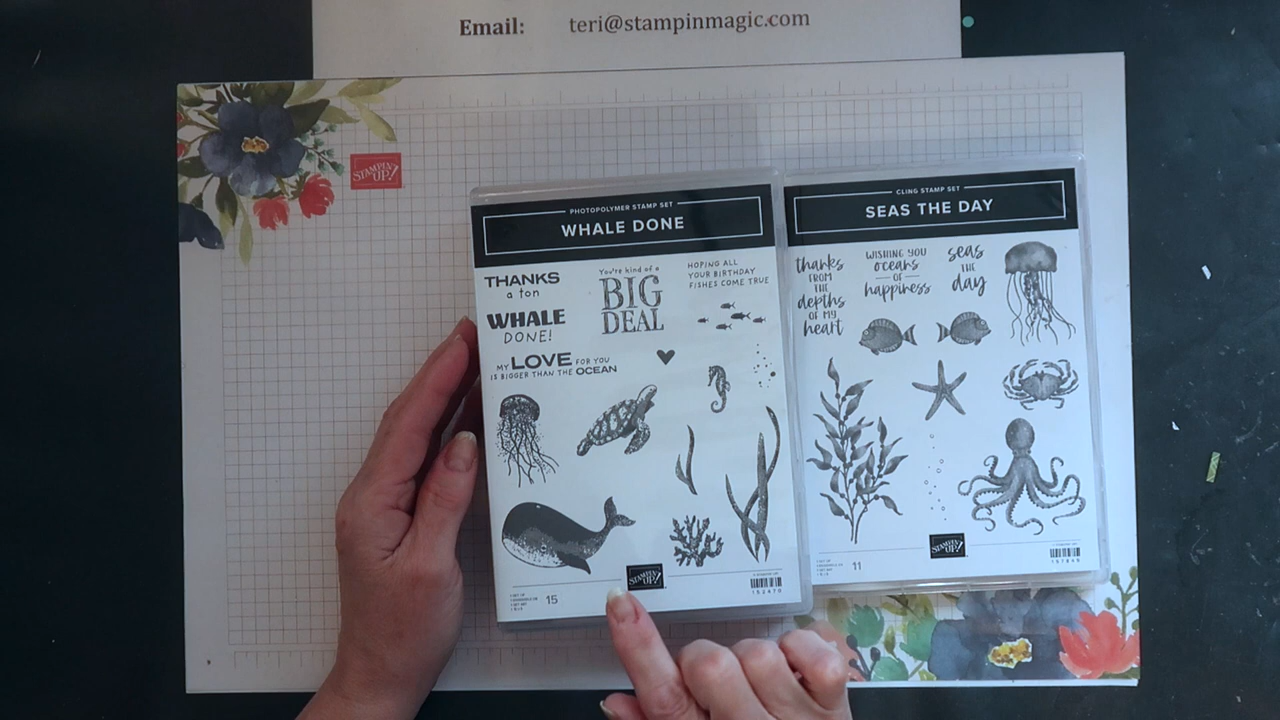 Email: teri@stampinmagic.com
STAMPIN' UP!
PHOTOPOLYMER STAMP SET
WHALE DONE
THANKS
a ton
WHALE
DONE!
You're kind of a
BIG
DEAL
HOPING ALL
YOUR BIRTHDAY
FISHES COME TRUE
MY LOVE FOR YOU
IS BIGGER THAN THE OCEAN
STAMPIN' UP!
15
152470
CLING STAMP SET
SEAS THE DAY
thanks
FROM
THE
depths
OF MY
heart
WISHING YOU
oceans
OF
happiness
seas
THE
day
STAMPIN' UP!
11